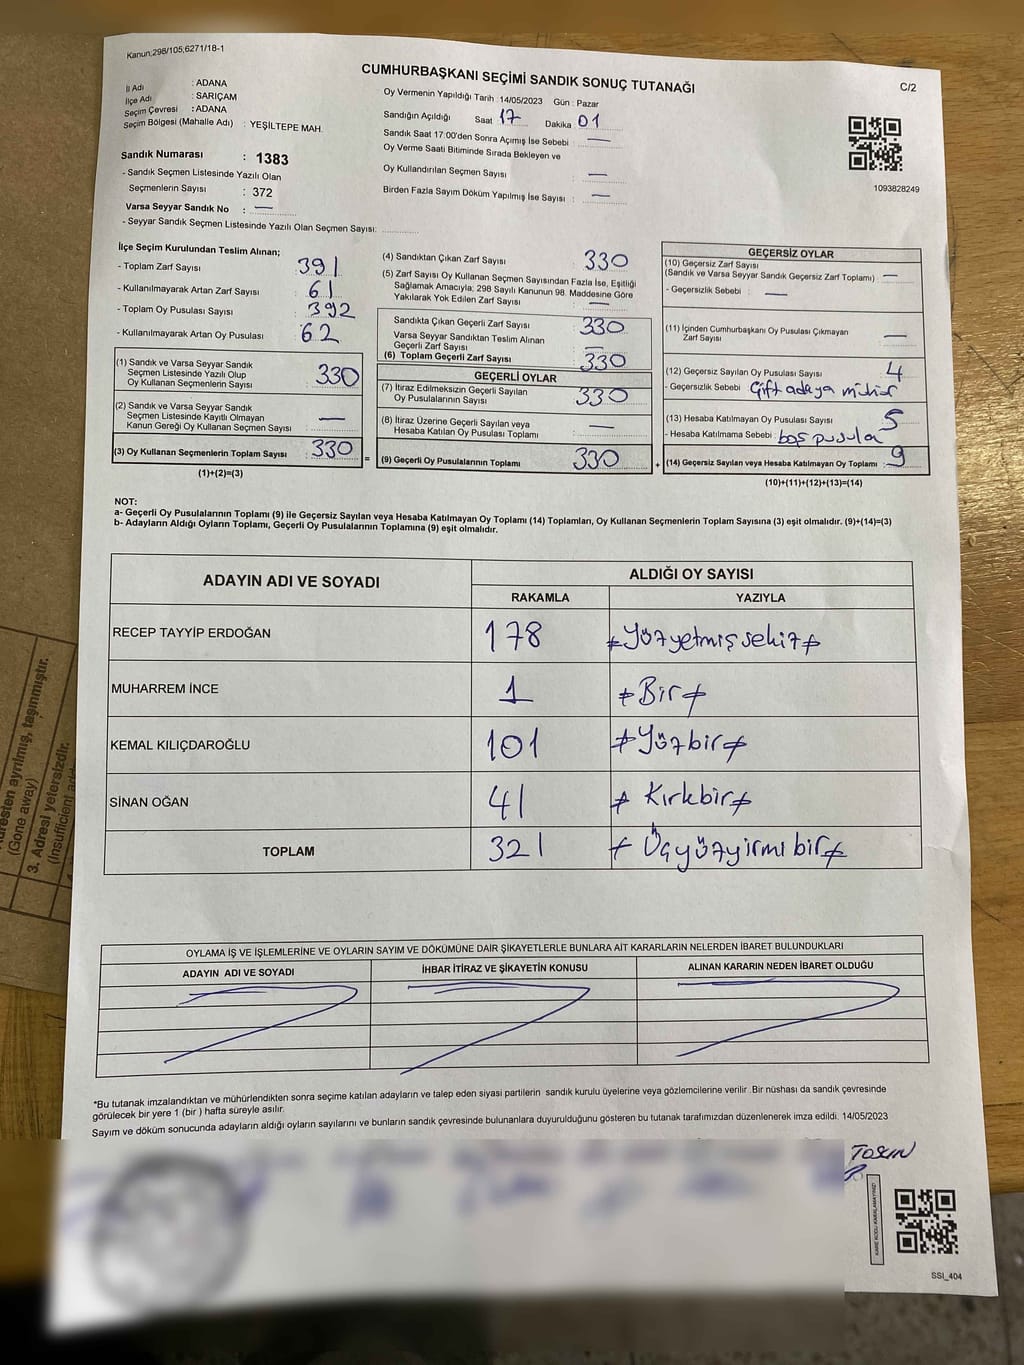 Kanun;298/105;6271/18-1
CUMHURBAŞKANI SEÇİMİ SANDIK SONUÇ TUTANAĞI
C/2
İl Adı : ADANA
İlçe Adı : SARIÇAM
Seçim Çevresi : ADANA
Seçim Bölgesi (Mahalle Adı) : YEŞİLTEPE MAH.
Oy Vermenin Yapıldığı Tarih : 14/05/2023 Gün : Pazar
Sandığın Açıldığı Saat 17 Dakika 01
Sandık Saat 17:00'den Sonra Açımış İse Sebebi : —
Oy Verme Saati Bitiminde Sırada Bekleyen ve
Oy Kullandırılan Seçmen Sayısı : —
Birden Fazla Sayım Döküm Yapılmış İse Sayısı : —
1093828249
Sandık Numarası : 1383
- Sandık Seçmen Listesinde Yazılı Olan
Seçmenlerin Sayısı : 372
Varsa Seyyar Sandık No : —
- Seyyar Sandık Seçmen Listesinde Yazılı Olan Seçmen Sayısı:
İlçe Seçim Kurulundan Teslim Alınan;
- Toplam Zarf Sayısı 391
- Kullanılmayarak Artan Zarf Sayısı 61
- Toplam Oy Pusulası Sayısı 392
- Kullanılmayarak Artan Oy Pusulası 62
(1) Sandık ve Varsa Seyyar Sandık
Seçmen Listesinde Yazılı Olup
Oy Kullanan Seçmenlerin Sayısı 330
(2) Sandık ve Varsa Seyyar Sandık
Seçmen Listesinde Kayıtlı Olmayan
Kanun Gereği Oy Kullanan Seçmen Sayısı —
(3) Oy Kullanan Seçmenlerin Toplam Sayısı 330
(1)+(2)=(3)
=
(4) Sandıktan Çıkan Zarf Sayısı 330
(5) Zarf Sayısı Oy Kullanan Seçmen Sayısından Fazla İse, Eşitliği
Sağlamak Amacıyla; 298 Sayılı Kanunun 98. Maddesine Göre
Yakılarak Yok Edilen Zarf Sayısı —
Sandıkta Çıkan Geçerli Zarf Sayısı 330
Varsa Seyyar Sandıktan Teslim Alınan
Geçerli Zarf Sayısı —
(6) Toplam Geçerli Zarf Sayısı 330
GEÇERLİ OYLAR
(7) İtiraz Edilmeksizin Geçerli Sayılan
Oy Pusulalarının Sayısı 330
(8) İtiraz Üzerine Geçerli Sayılan veya
Hesaba Katılan Oy Pusulası Toplamı —
(9) Geçerli Oy Pusulalarının Toplamı 330
+
GEÇERSİZ OYLAR
(10) Geçersiz Zarf Sayısı
(Sandık ve Varsa Seyyar Sandık Geçersiz Zarf Toplamı) —
- Geçersizlik Sebebi : —
(11) İçinden Cumhurbaşkanı Oy Pusulası Çıkmayan
Zarf Sayısı —
(12) Geçersiz Sayılan Oy Pusulası Sayısı 4
- Geçersizlik Sebebi Çift adaya mühür
(13) Hesaba Katılmayan Oy Pusulası Sayısı 5
- Hesaba Katılmama Sebebi : boş pusula
(14) Geçersiz Sayılan veya Hesaba Katılmayan Oy Toplamı : 9
(10)+(11)+(12)+(13)=(14)
NOT:
a- Geçerli Oy Pusulalarının Toplamı (9) ile Geçersiz Sayılan veya Hesaba Katılmayan Oy Toplamı (14) Toplamları, Oy Kullanan Seçmenlerin Toplam Sayısına (3) eşit olmalıdır. (9)+(14)=(3)
b- Adayların Aldığı Oyların Toplamı, Geçerli Oy Pusulalarının Toplamına (9) eşit olmalıdır.
ADAYIN ADI VE SOYADI
ALDIĞI OY SAYISI
RAKAMLA YAZIYLA
RECEP TAYYİP ERDOĞAN 178 Yüzyetmişsekiz
MUHARREM İNCE 1 Bir
KEMAL KILIÇDAROĞLU 101 Yüzbir
SİNAN OĞAN 41 Kırkbir
TOPLAM 321 Üçyüzyirmibir
OYLAMA İŞ VE İŞLEMLERİNE VE OYLARIN SAYIM VE DÖKÜMÜNE DAİR ŞİKAYETLERLE BUNLARA AİT KARARLARIN NELERDEN İBARET BULUNDUKLARI
ADAYIN ADI VE SOYADI İHBAR İTİRAZ VE ŞİKAYETİN KONUSU ALINAN KARARIN NEDEN İBARET OLDUĞU
*Bu tutanak imzalandıktan ve mühürlendikten sonra seçime katılan adayların ve talep eden siyasi partilerin sandık kurulu üyelerine veya gözlemcilerine verilir .Bir nüshası da sandık çevresinde
görülecek bir yere 1 (bir ) hafta süreyle asılır.
Sayım ve döküm sonucunda adayların aldığı oyların sayılarını ve bunların sandık çevresinde bulunanlara duyurulduğunu gösteren bu tutanak tarafımızdan düzenlenerek imza edildi. 14/05/2023
TOSUN
KARE KODU KARALAMAYINIZ!
SSI_404
adresten ayrılmış, taşınmıştır.
(Gone away)
3. Adresi yetersizdir.
(Insufficient